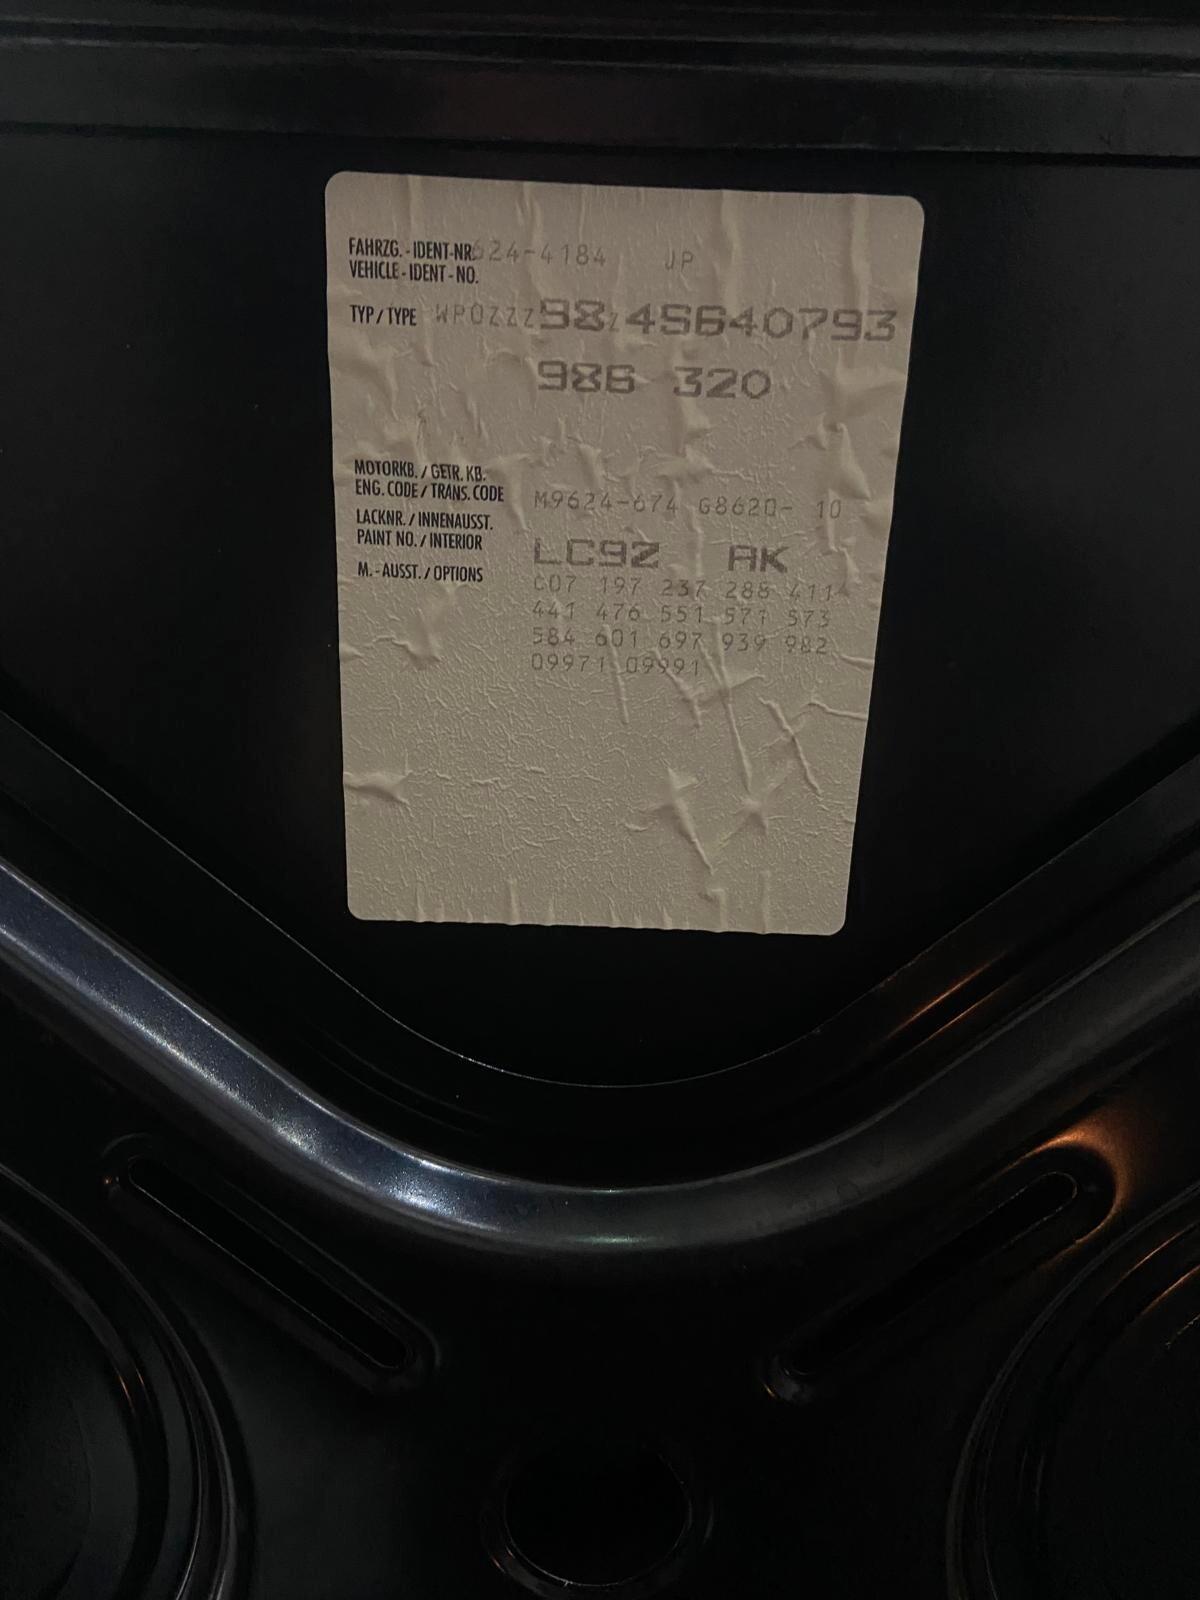 FAHRZG. - IDENT-NR. 624-4184 JP
VEHICLE - IDENT - NO.
TYP / TYPE WP0ZZZ98Z4S640793
986 320
MOTORKB. / GETR. KB.
ENG. CODE / TRANS. CODE M9624-674 G8620- 10
LACKNR. / INNENAUSST.
PAINT NO. / INTERIOR LC9Z AK
M. - AUSST. / OPTIONS
C07 197 237 288 411
441 476 551 571 573
584 601 697 939 982
09971 09991